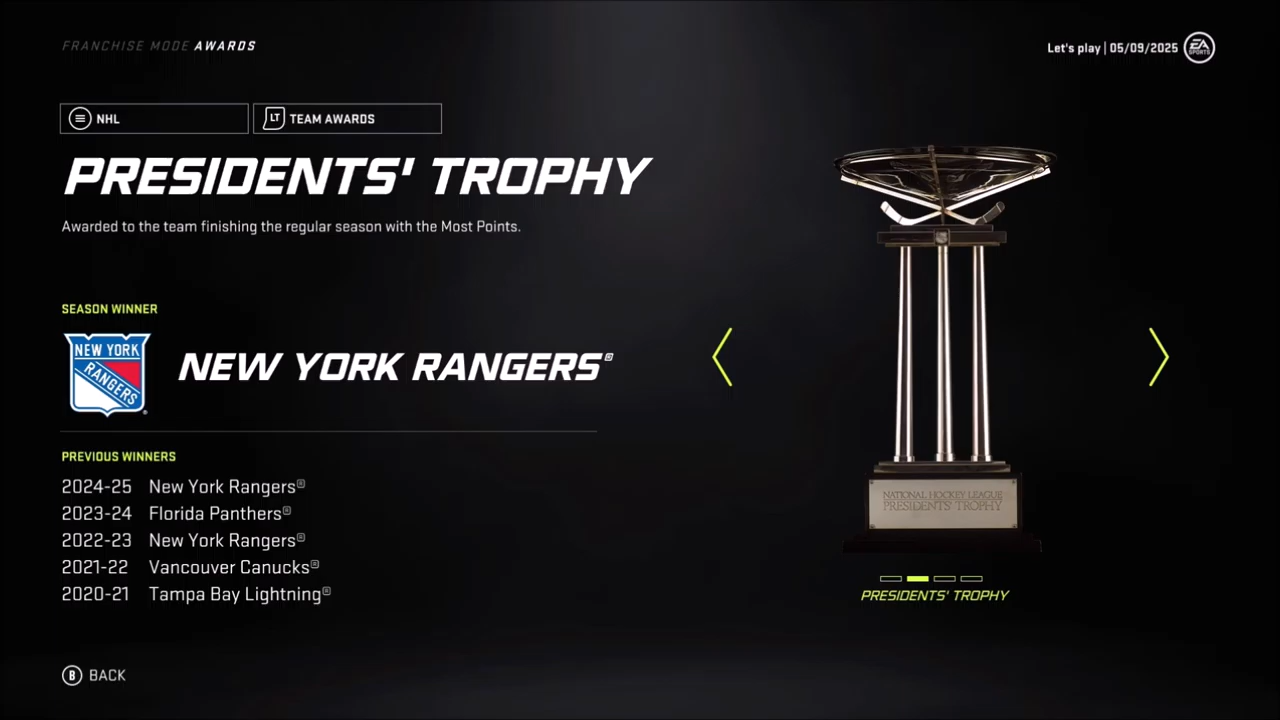 FRANCHISE MODE AWARDS
Let's play | 05/09/2025
EA
SPORTS
NHL
LT TEAM AWARDS
PRESIDENTS' TROPHY
Awarded to the team finishing the regular season with the Most Points.
SEASON WINNER
NEW YORK
RANGERS
NEW YORK RANGERS®
PREVIOUS WINNERS
2024-25 New York Rangers®
2023-24 Florida Panthers®
2022-23 New York Rangers®
2021-22 Vancouver Canucks®
2020-21 Tampa Bay Lightning®
NATIONAL HOCKEY LEAGUE
PRESIDENTS' TROPHY
PRESIDENTS' TROPHY
B BACK